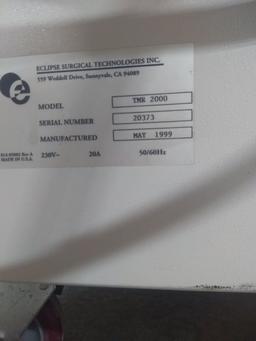 ECLIPSE SURGICAL TECHNOLOGIES INC.
559 Weddell Drive, Sunnyvale, CA 94089
MODEL TMR 2000
SERIAL NUMBER 20373
MANUFACTURED MAY 1999
230V~ 20A 50/60Hz
Rev A
MADE IN U.S.A.